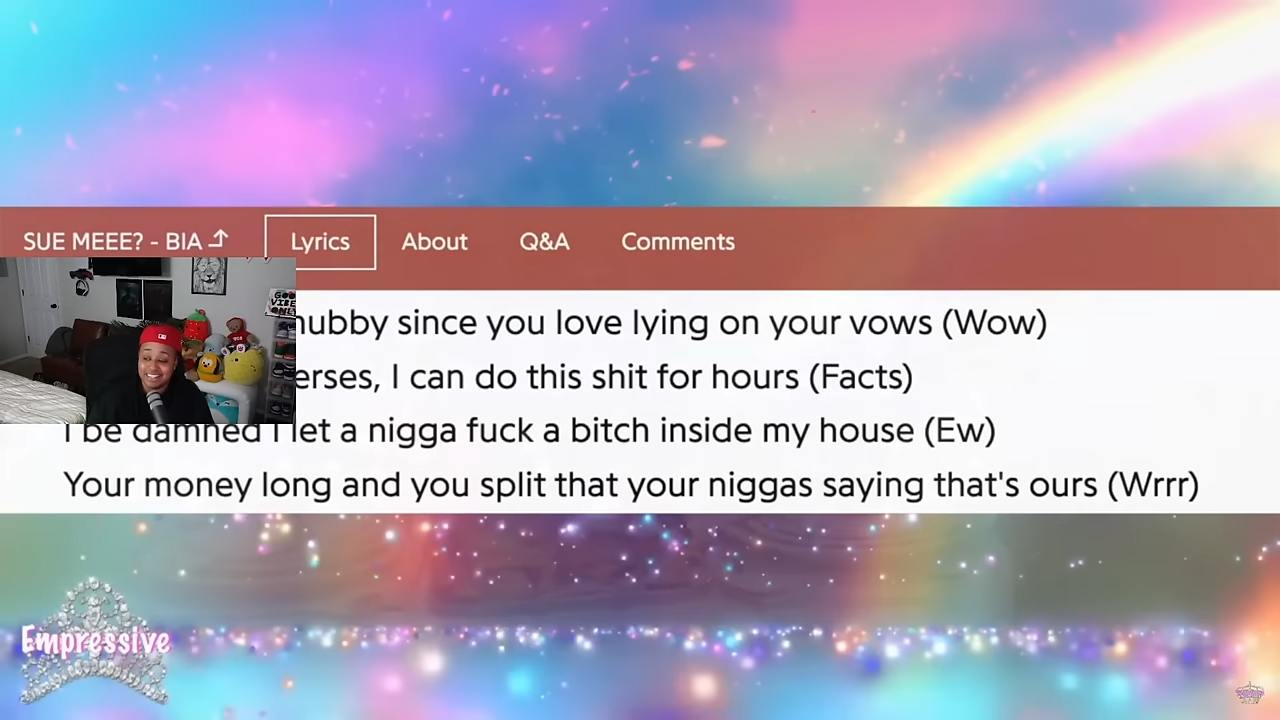 SUE MEEE? - BIA Lyrics About Q&A Comments
hubby since you love lying on your vows (Wow)
erses, I can do this shit for hours (Facts)
I be damned I let a nigga fuck a bitch inside my house (Ew)
Your money long and you split that your niggas saying that's ours (Wrrr)
Empressive